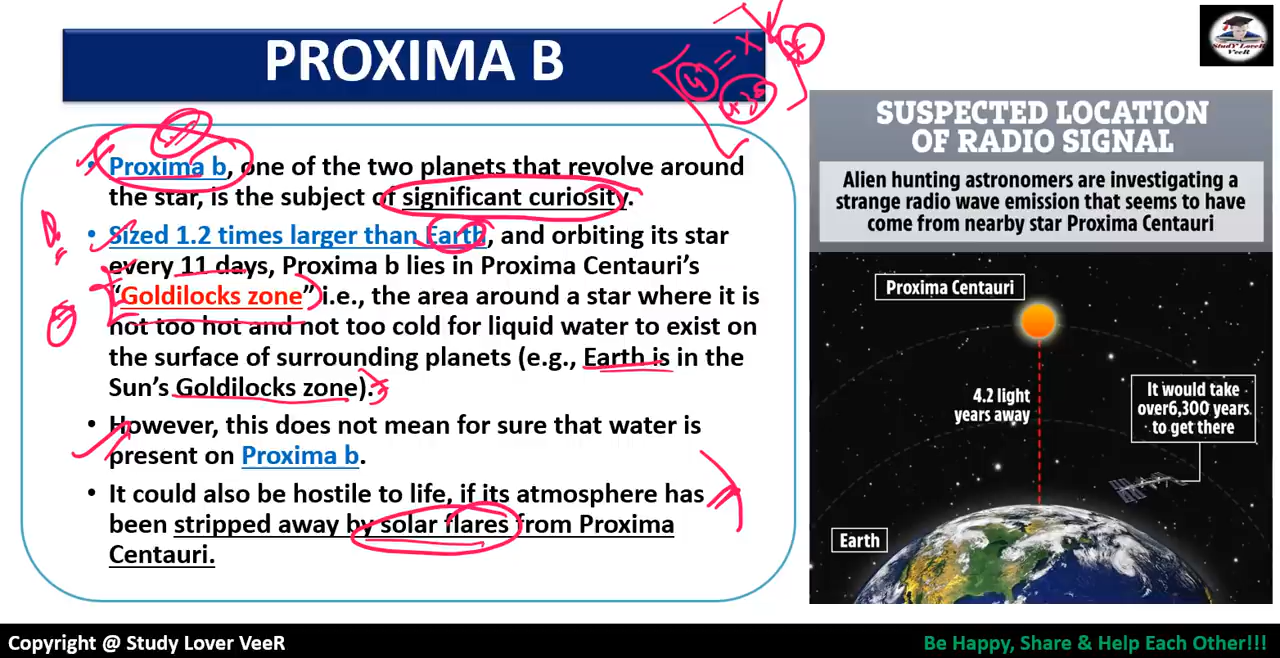 PROXIMA B
StudY LoveR
VeeR
• Proxima b, one of the two planets that revolve around
the star, is the subject of significant curiosity.
• Sized 1.2 times larger than Earth, and orbiting its star
every 11 days, Proxima b lies in Proxima Centauri’s
“Goldilocks zone” i.e., the area around a star where it is
not too hot and not too cold for liquid water to exist on
the surface of surrounding planets (e.g., Earth is in the
Sun’s Goldilocks zone).
• However, this does not mean for sure that water is
present on Proxima b.
• It could also be hostile to life, if its atmosphere has
been stripped away by solar flares from Proxima
Centauri.
SUSPECTED LOCATION
OF RADIO SIGNAL
Alien hunting astronomers are investigating a
strange radio wave emission that seems to have
come from nearby star Proxima Centauri
Proxima Centauri
4.2 light
years away
It would take
over6,300 years
to get there
Earth
Copyright @ Study Lover VeeR
Be Happy, Share & Help Each Other!!!